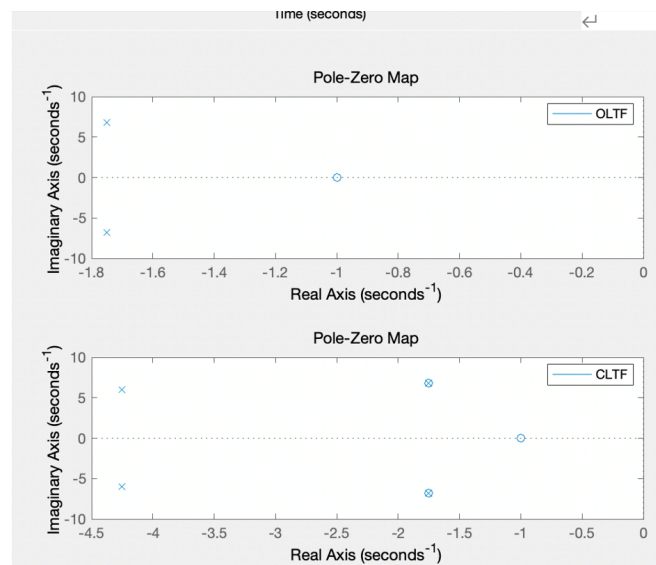 Time (seconds)
Pole-Zero Map
OLTF
Imaginary Axis (seconds⁻¹)
10
5
0
-5
-10
-1.8 -1.6 -1.4 -1.2 -1 -0.8 -0.6 -0.4 -0.2 0
Real Axis (seconds⁻¹)
Pole-Zero Map
CLTF
Imaginary Axis (seconds⁻¹)
10
5
0
-5
-10
-4.5 -4 -3.5 -3 -2.5 -2 -1.5 -1 -0.5 0
Real Axis (seconds⁻¹)